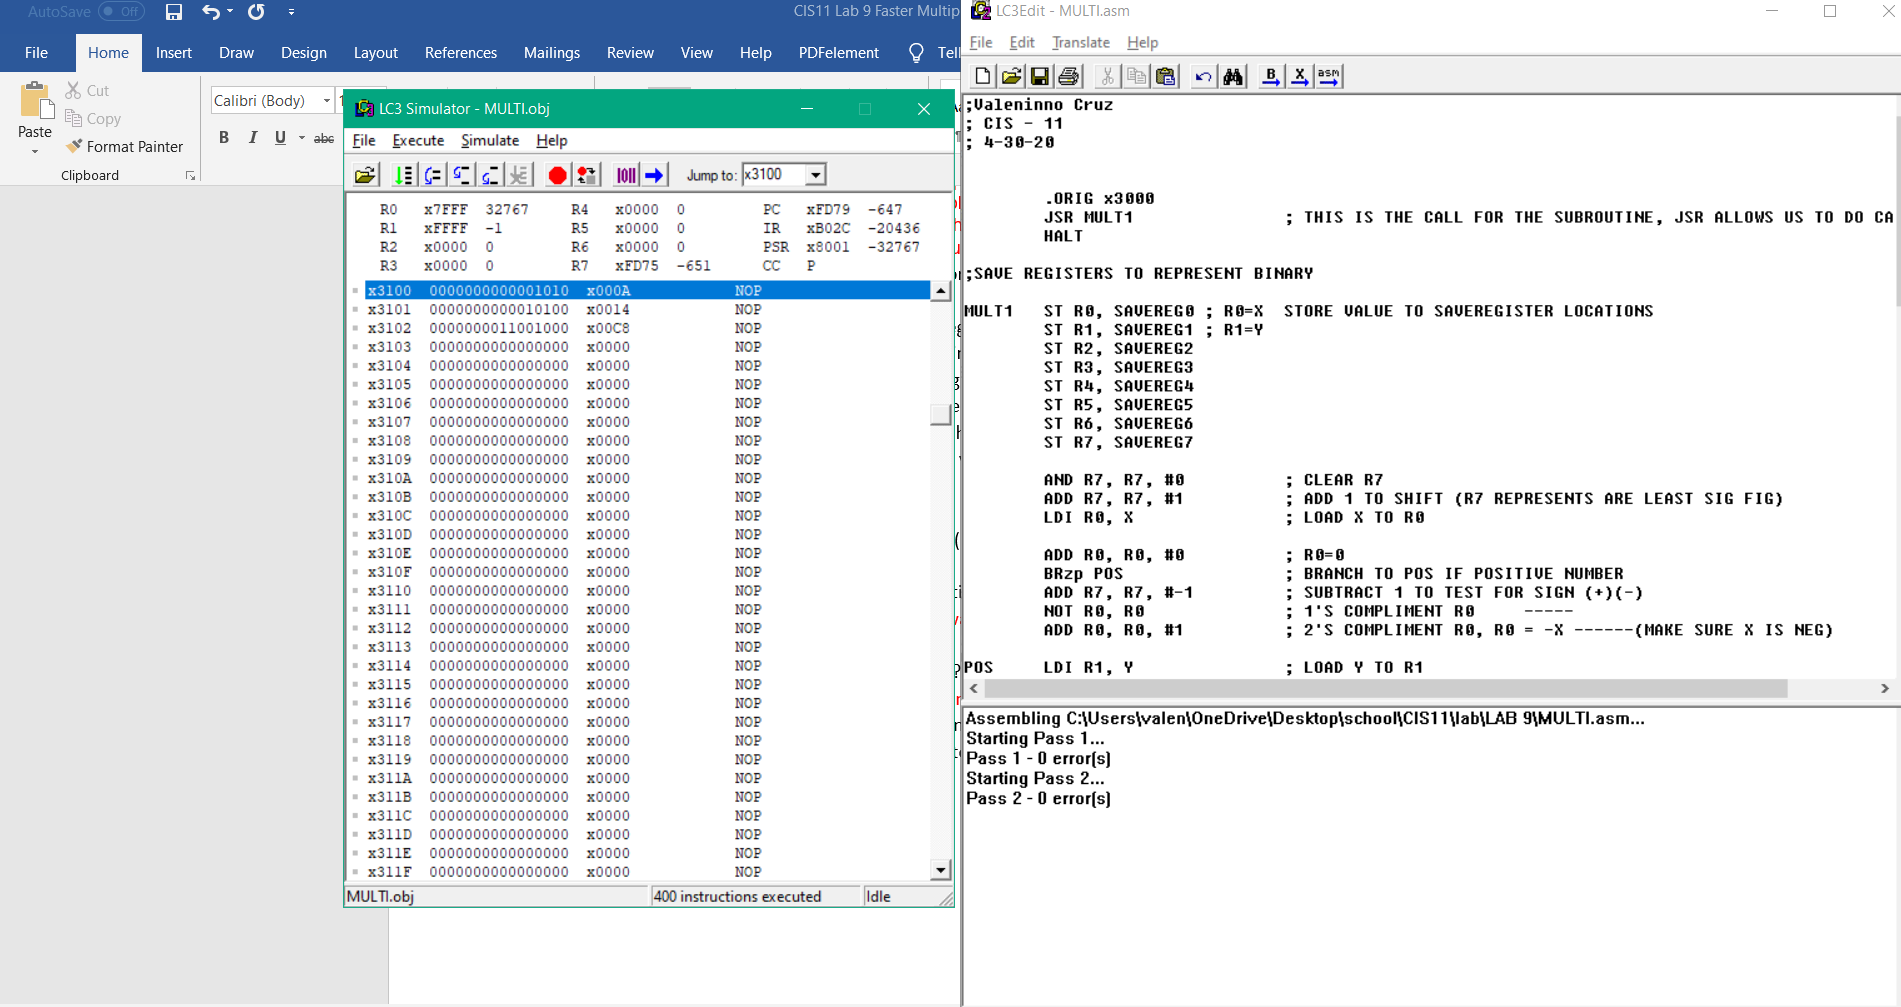 AutoSave Off
CIS11 Lab 9 Faster Multip
File Home Insert Draw Design Layout References Mailings Review View Help PDFelement Tell
Paste
Cut
Copy
Format Painter
Clipboard
Calibri (Body)
B I U abc
LC3 Simulator - MULTI.obj
File Execute Simulate Help
Jump to: x3100
R0 x7FFF 32767 R4 x0000 0 PC xFD79 -647
R1 xFFFF -1 R5 x0000 0 IR xB02C -20436
R2 x0000 0 R6 x0000 0 PSR x8001 -32767
R3 x0000 0 R7 xFD75 -651 CC P
x3100 0000000000001010 x000A NOP
x3101 0000000000010100 x0014 NOP
x3102 0000000011001000 x00C8 NOP
x3103 0000000000000000 x0000 NOP
x3104 0000000000000000 x0000 NOP
x3105 0000000000000000 x0000 NOP
x3106 0000000000000000 x0000 NOP
x3107 0000000000000000 x0000 NOP
x3108 0000000000000000 x0000 NOP
x3109 0000000000000000 x0000 NOP
x310A 0000000000000000 x0000 NOP
x310B 0000000000000000 x0000 NOP
x310C 0000000000000000 x0000 NOP
x310D 0000000000000000 x0000 NOP
x310E 0000000000000000 x0000 NOP
x310F 0000000000000000 x0000 NOP
x3110 0000000000000000 x0000 NOP
x3111 0000000000000000 x0000 NOP
x3112 0000000000000000 x0000 NOP
x3113 0000000000000000 x0000 NOP
x3114 0000000000000000 x0000 NOP
x3115 0000000000000000 x0000 NOP
x3116 0000000000000000 x0000 NOP
x3117 0000000000000000 x0000 NOP
x3118 0000000000000000 x0000 NOP
x3119 0000000000000000 x0000 NOP
x311A 0000000000000000 x0000 NOP
x311B 0000000000000000 x0000 NOP
x311C 0000000000000000 x0000 NOP
x311D 0000000000000000 x0000 NOP
x311E 0000000000000000 x0000 NOP
x311F 0000000000000000 x0000 NOP
MULTI.obj 400 instructions executed Idle
LC3Edit - MULTI.asm
File Edit Translate Help
B X asm
;Valeninno Cruz
; CIS - 11
; 4-30-20
.ORIG x3000
JSR MULT1 ; THIS IS THE CALL FOR THE SUBROUTINE, JSR ALLOWS US TO DO CA
HALT
;SAVE REGISTERS TO REPRESENT BINARY
MULT1 ST R0, SAVEREG0 ; R0=X STORE VALUE TO SAVEREGISTER LOCATIONS
ST R1, SAVEREG1 ; R1=Y
ST R2, SAVEREG2
ST R3, SAVEREG3
ST R4, SAVEREG4
ST R5, SAVEREG5
ST R6, SAVEREG6
ST R7, SAVEREG7
AND R7, R7, #0 ; CLEAR R7
ADD R7, R7, #1 ; ADD 1 TO SHIFT (R7 REPRESENTS ARE LEAST SIG FIG)
LDI R0, X ; LOAD X TO R0
ADD R0, R0, #0 ; R0=0
BRzp POS ; BRANCH TO POS IF POSITIVE NUMBER
ADD R7, R7, #-1 ; SUBTRACT 1 TO TEST FOR SIGN (+)(-)
NOT R0, R0 ; 1'S COMPLIMENT R0 -----
ADD R0, R0, #1 ; 2'S COMPLIMENT R0, R0 = -X ------(MAKE SURE X IS NEG)
POS LDI R1, Y ; LOAD Y TO R1
Assembling C:\Users\valen\OneDrive\Desktop\school\CIS11\lab\LAB 9\MULTI.asm...
Starting Pass 1...
Pass 1 - 0 error(s)
Starting Pass 2...
Pass 2 - 0 error(s)